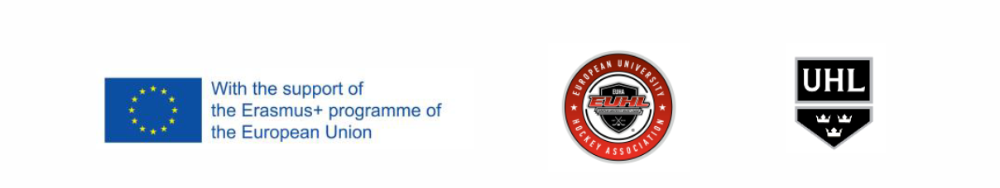 With the support of
the Erasmus+ programme of
the European Union
EUROPEAN UNIVERSITY
EUHA
EUHL
HOCKEY ASSOCIATION
UHL